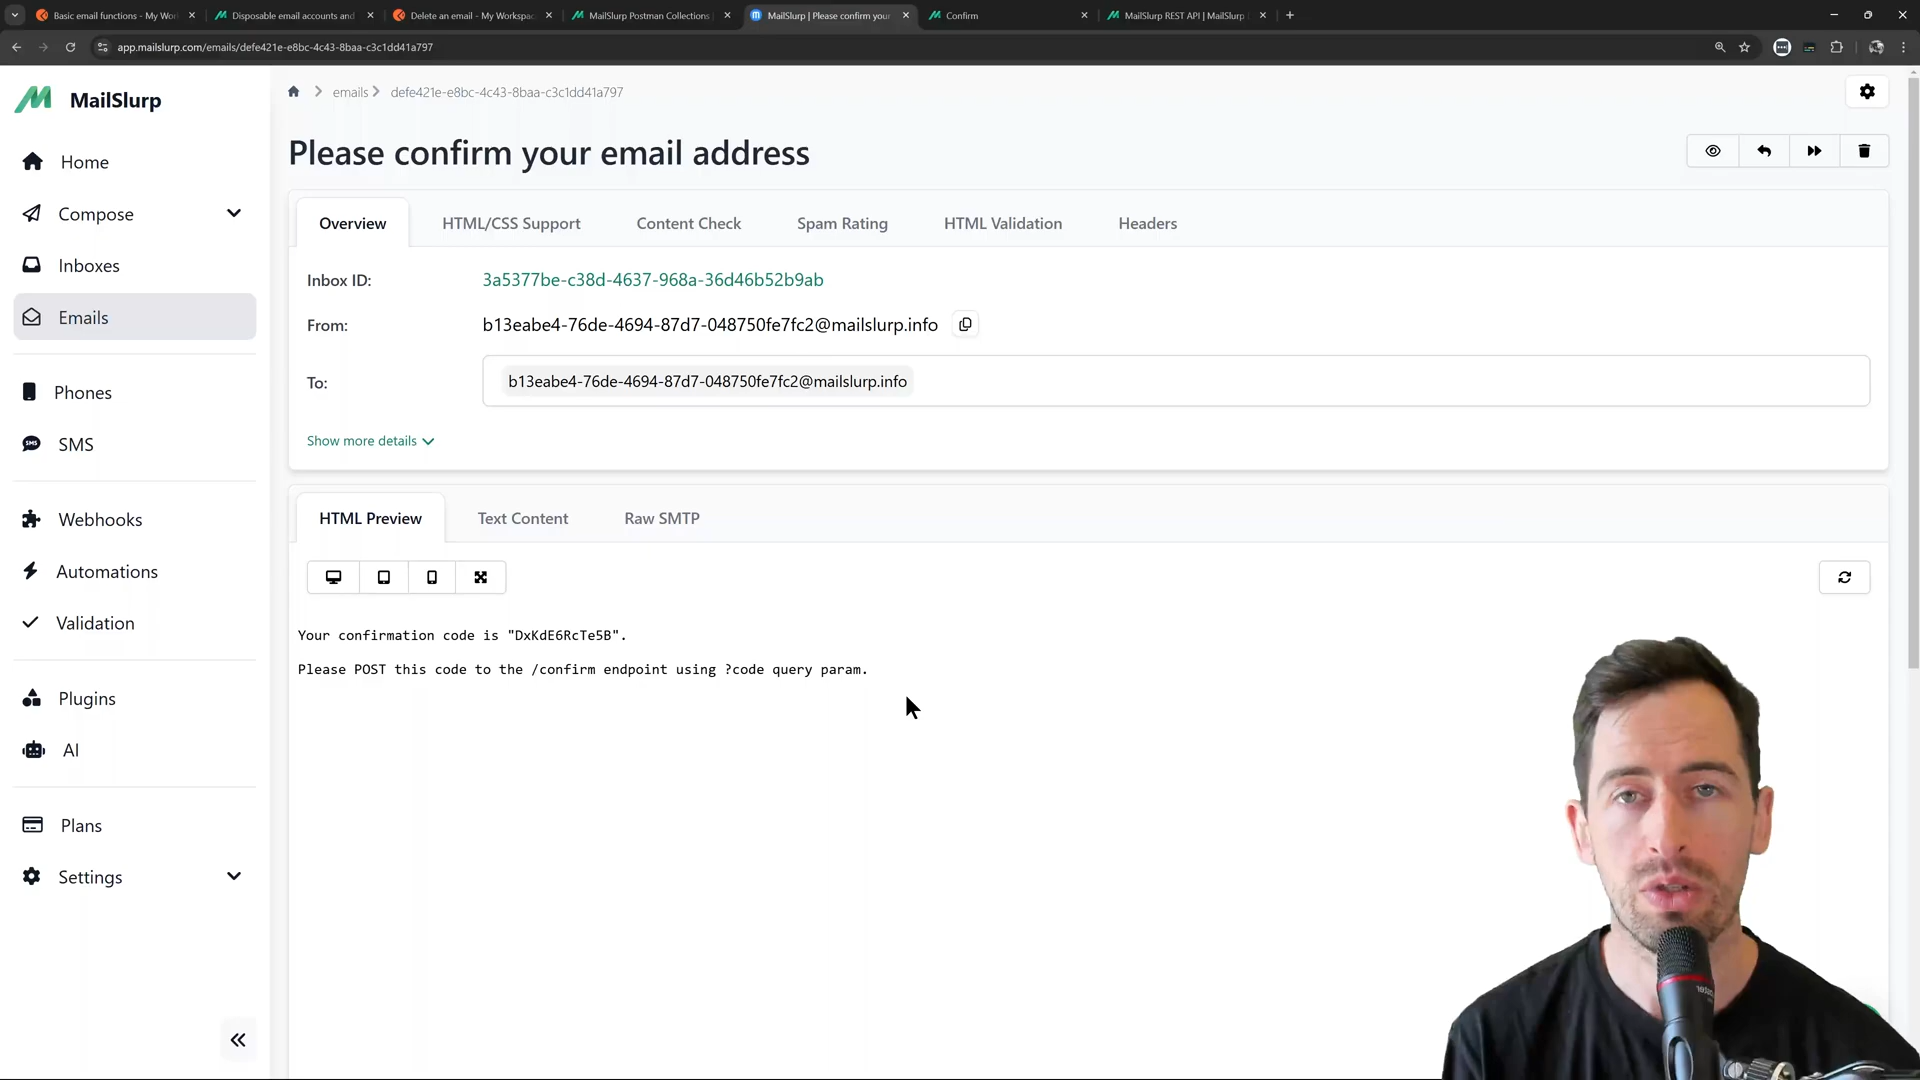 Basic email functions - My Wor
Disposable email accounts and
Delete an email - My Workspac
MailSlurp Postman Collections
MailSlurp | Please confirm your
Confirm
MailSlurp REST API | MailSlurp
app.mailslurp.com/emails/defe421e-e8bc-4c43-8baa-c3c1dd41a797
MailSlurp
Home
Compose
Inboxes
Emails
Phones
SMS
SMS
Webhooks
Automations
Validation
Plugins
AI
Plans
Settings
emails
defe421e-e8bc-4c43-8baa-c3c1dd41a797
Please confirm your email address
Overview
HTML/CSS Support
Content Check
Spam Rating
HTML Validation
Headers
Inbox ID:
3a5377be-c38d-4637-968a-36d46b52b9ab
From:
b13eabe4-76de-4694-87d7-048750fe7fc2@mailslurp.info
To:
b13eabe4-76de-4694-87d7-048750fe7fc2@mailslurp.info
Show more details
HTML Preview
Text Content
Raw SMTP
Your confirmation code is "DxKdE6RcTe5B".
Please POST this code to the /confirm endpoint using ?code query param.